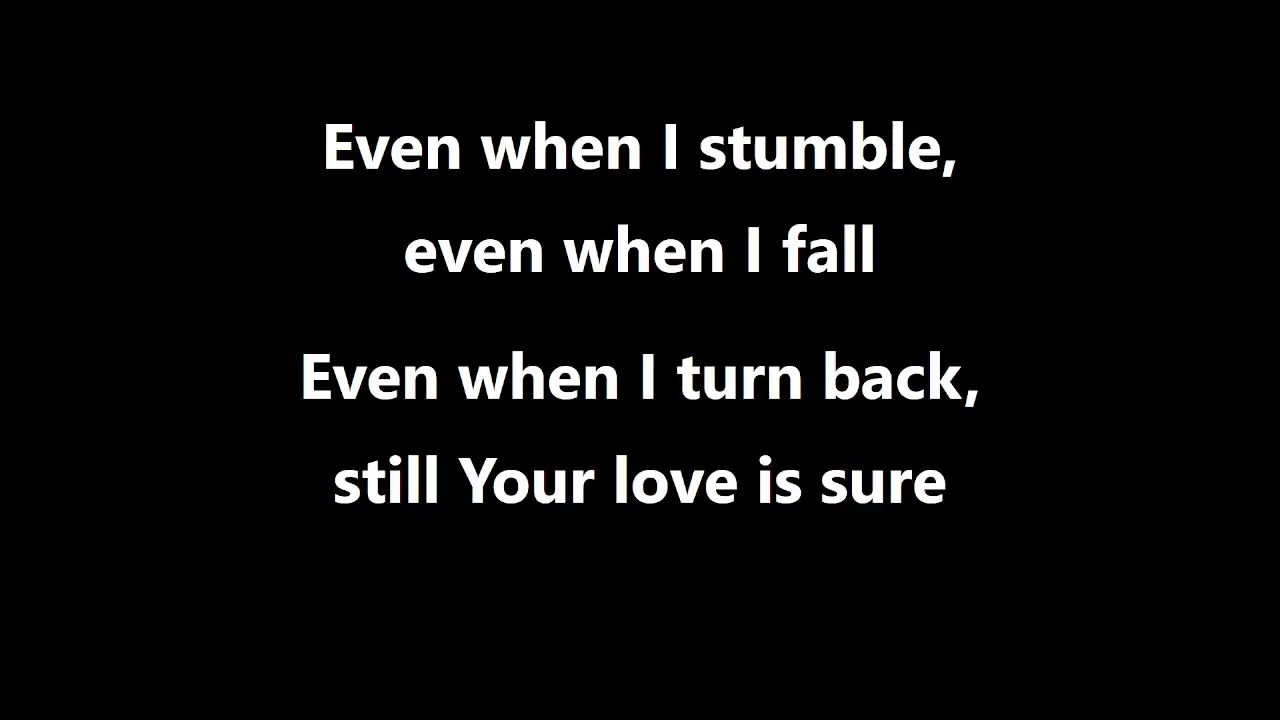 Even when I stumble,
even when I fall
Even when I turn back,
still Your love is sure